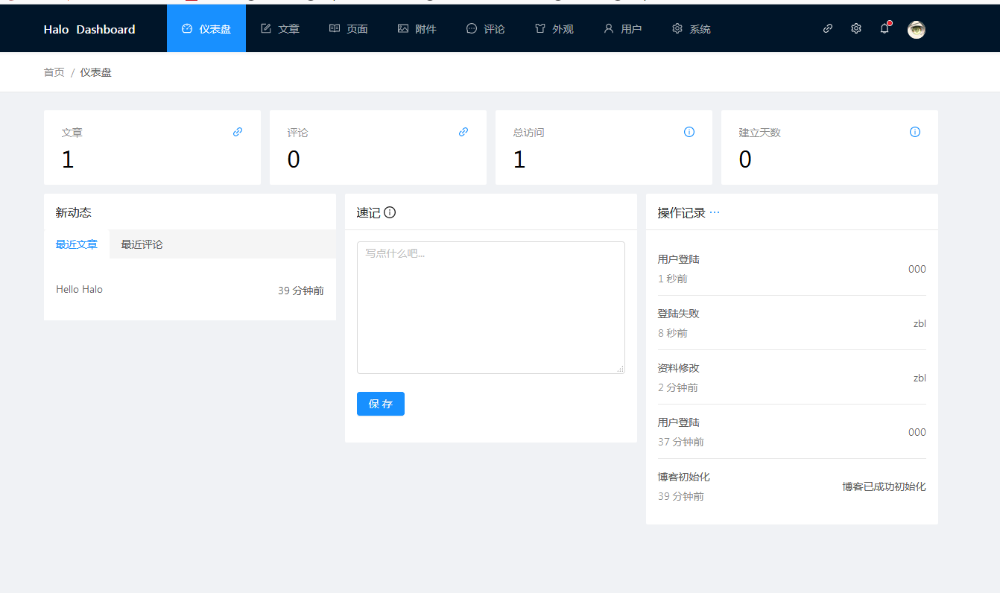 Halo Dashboard 仪表盘 文章 页面 附件 评论 外观 用户 系统
首页 / 仪表盘
文章
1
评论
0
总访问
1
建立天数
0
新动态
最近文章 最近评论
Hello Halo 39 分钟前
速记
写点什么吧...
保 存
操作记录 ···
用户登陆
1 秒前
000
登陆失败
8 秒前
zbl
资料修改
2 分钟前
zbl
用户登陆
37 分钟前
000
博客初始化
39 分钟前
博客已成功初始化